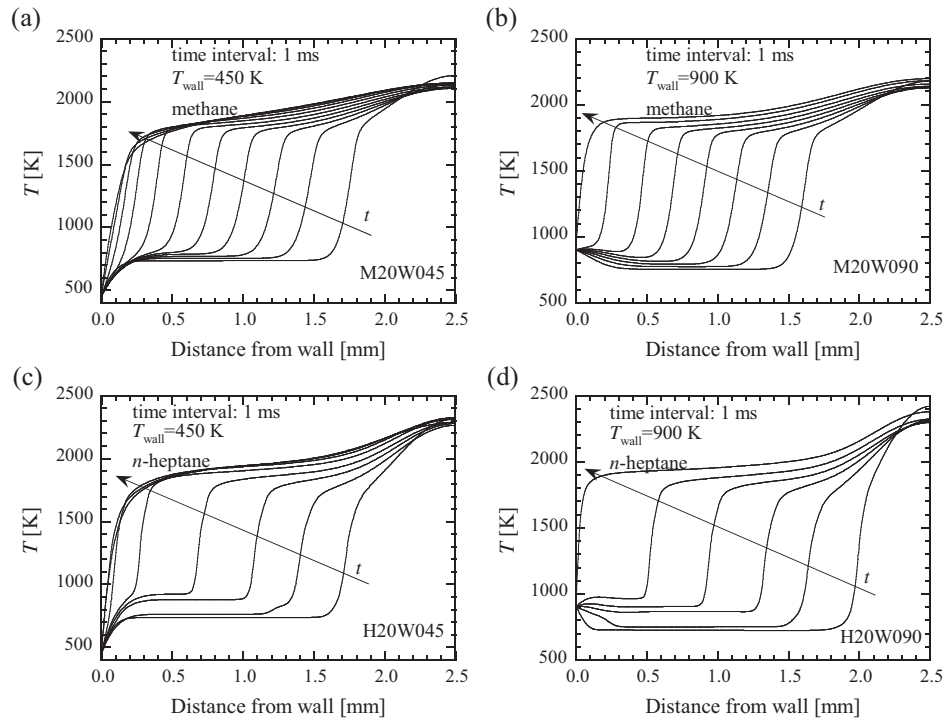 (a)
2500
2000
1500
1000
500
T [K]
time interval: 1 ms
Twall=450 K
methane
t
M20W045
0.0 0.5 1.0 1.5 2.0 2.5
Distance from wall [mm]
(b)
2500
2000
1500
1000
500
T [K]
time interval: 1 ms
Twall=900 K
methane
t
M20W090
0.0 0.5 1.0 1.5 2.0 2.5
Distance from wall [mm]
(c)
2500
2000
1500
1000
500
T [K]
time interval: 1 ms
Twall=450 K
n-heptane
t
H20W045
0.0 0.5 1.0 1.5 2.0 2.5
Distance from wall [mm]
(d)
2500
2000
1500
1000
500
T [K]
time interval: 1 ms
Twall=900 K
n-heptane
t
H20W090
0.0 0.5 1.0 1.5 2.0 2.5
Distance from wall [mm]